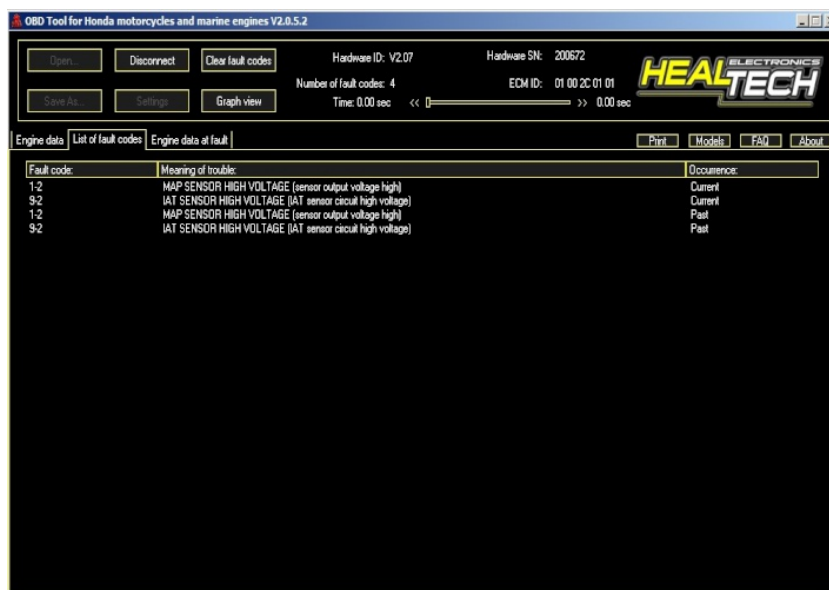 OBD Tool for Honda motorcycles and marine engines V2.0.5.2
Open... Disconnect Clear fault codes Hardware ID: V2.07 Hardware SN: 200672
Number of fault codes: 4 ECM ID: 01 00 2C 01 01
Save As... Settings Graph view Time: 0.00 sec << >> 0.00 sec
HEALTECH ELECTRONICS
Engine data List of fault codes Engine data at fault Print Models FAQ About
Fault code: Meaning of trouble: Occurrence:
1-2 MAP SENSOR HIGH VOLTAGE (sensor output voltage high) Current
9-2 IAT SENSOR HIGH VOLTAGE (IAT sensor circuit high voltage) Current
1-2 MAP SENSOR HIGH VOLTAGE (sensor output voltage high) Past
9-2 IAT SENSOR HIGH VOLTAGE (IAT sensor circuit high voltage) Past